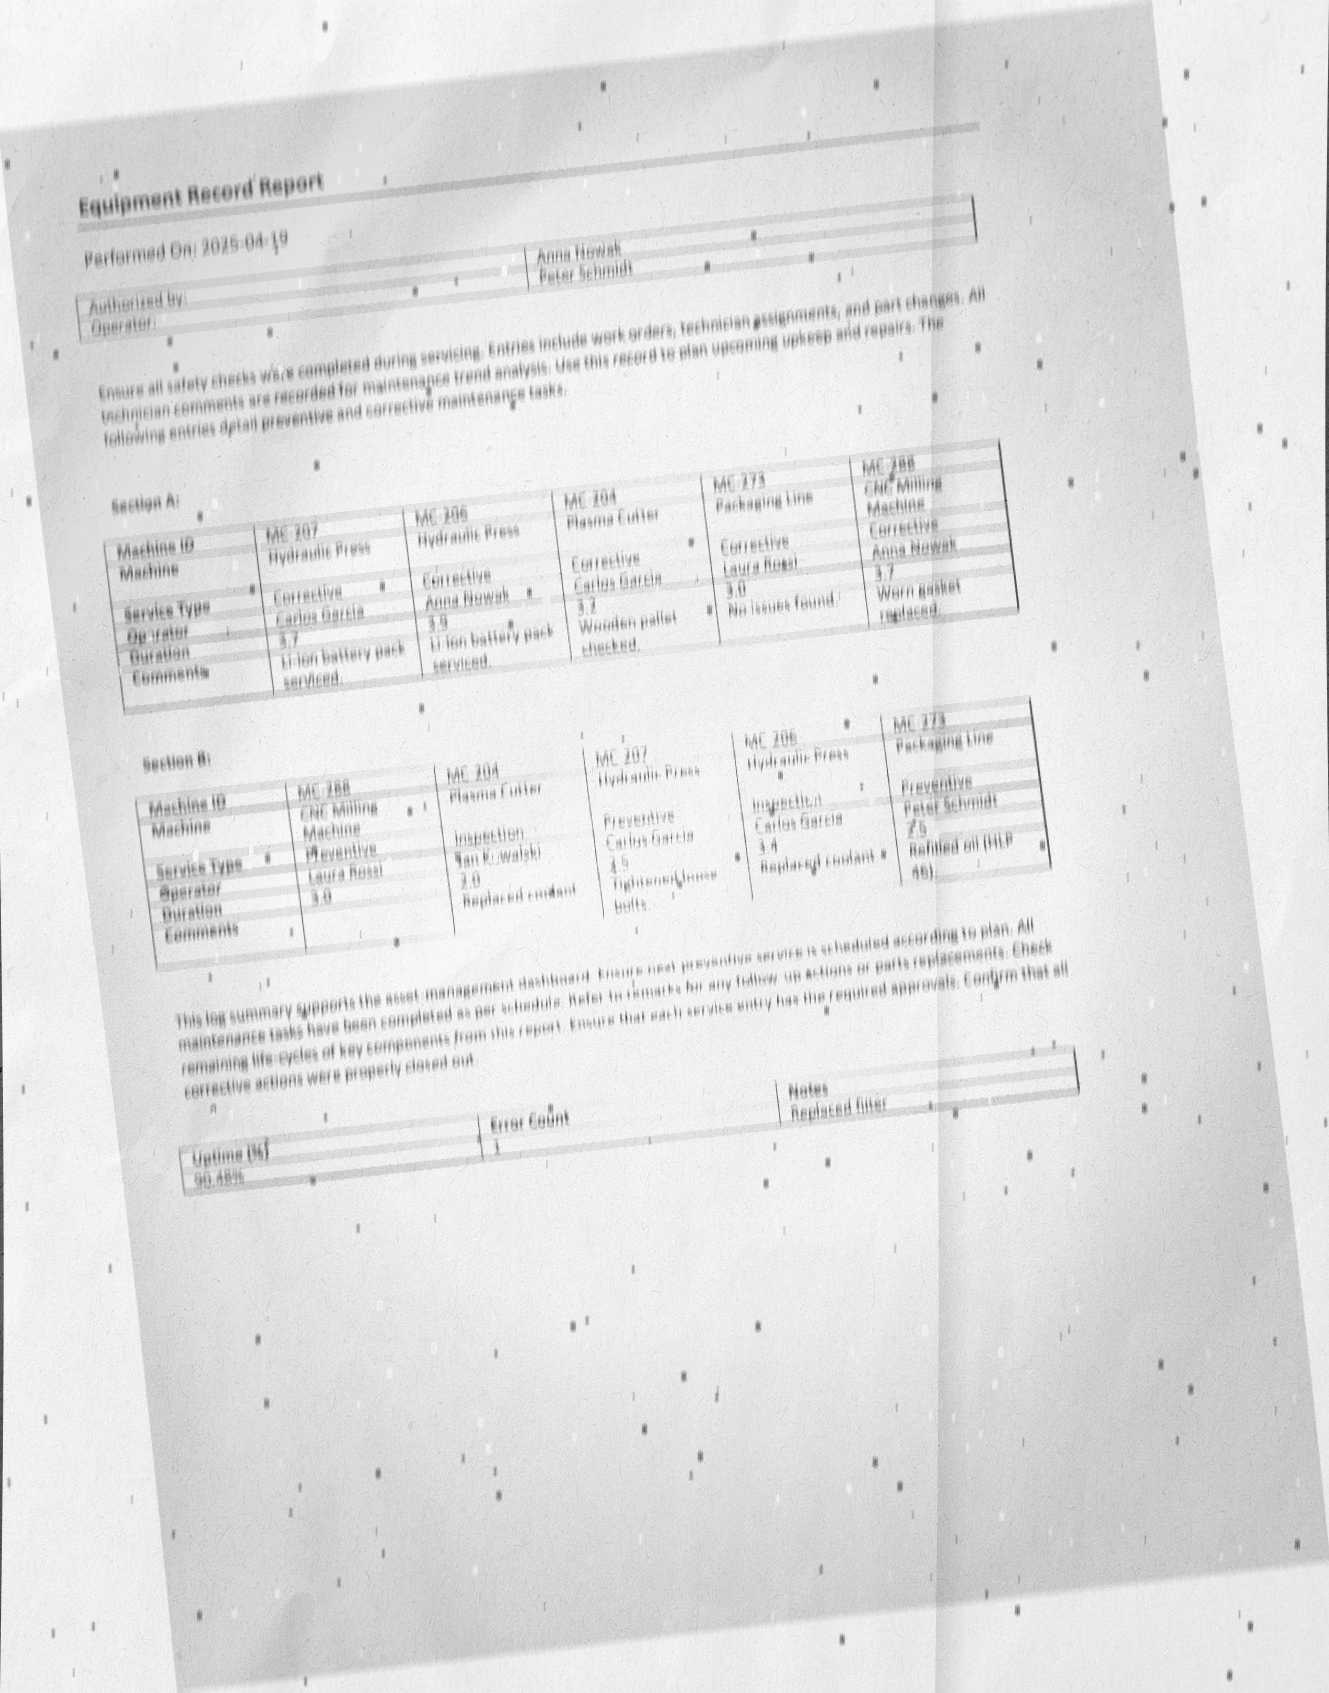 Equipment Record Report
Performed On: 2025-04-19
Authorized by: Anna Nowak
Operator: Peter Schmidt
Ensure all safety checks were completed during servicing. Entries include work orders, technician assignments, and part changes. All
technician comments are recorded for maintenance trend analysis. Use this record to plan upcoming upkeep and repairs. The
following entries detail preventive and corrective maintenance tasks.
Section A:
Machine ID MC-207 MC-206 MC-204 MC-273 MC-288
Machine Hydraulic Press Hydraulic Press Plasma Cutter Packaging Line CNC Milling
Machine
Service Type Corrective Corrective Corrective Corrective Corrective
Operator Carlos Garcia Anna Nowak Carlos Garcia Laura Rossi Anna Nowak
Duration 3.7 3.9 3.2 3.0 3.7
Comments Li-ion battery pack Li-ion battery pack Wooden pallet No issues found. Worn gasket
serviced. serviced. checked. replaced.
Section B:
Machine ID MC-288 MC-204 MC-207 MC-206 MC-273
Machine CNC Milling Plasma Cutter Hydraulic Press Hydraulic Press Packaging Line
Machine
Service Type Preventive Inspection Preventive Inspection Preventive
Operator Laura Rossi Jan Kowalski Carlos Garcia Carlos Garcia Peter Schmidt
Duration 3.0 2.0 3.4 2.5
Comments Replaced coolant Tightened loose Replaced coolant Refilled oil (HLP
bolts. 46).
This log summary supports the asset management dashboard. Ensure next preventive service is scheduled according to plan. All
maintenance tasks have been completed as per schedule. Refer to remarks for any follow-up actions or parts replacements. Check
remaining life-cycles of key components from this report. Ensure that each service entry has the required approvals. Confirm that all
corrective actions were properly closed out.
Uptime (%) Error Count Notes
90.48% 1 Replaced filter